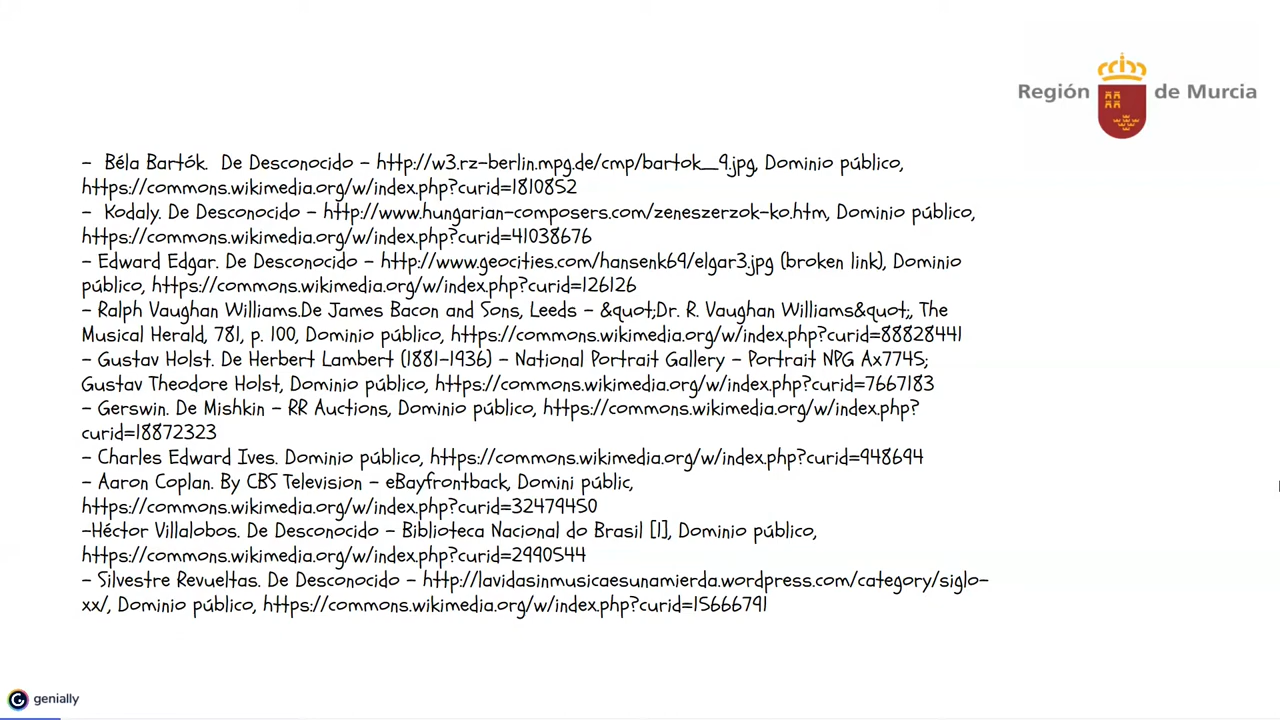 Región de Murcia
-  Béla Bartók.  De Desconocido - http://w3.rz-berlin.mpg.de/cmp/bartok_9.jpg, Dominio público,
https://commons.wikimedia.org/w/index.php?curid=1810852
-  Kodaly. De Desconocido - http://www.hungarian-composers.com/zeneszerzok-ko.htm, Dominio público,
https://commons.wikimedia.org/w/index.php?curid=41038676
- Edward Edgar. De Desconocido - http://www.geocities.com/hansenk69/elgar3.jpg (broken link), Dominio
público, https://commons.wikimedia.org/w/index.php?curid=126126
- Ralph Vaughan Williams.De James Bacon and Sons, Leeds - &quot;Dr. R. Vaughan Williams&quot;, The
Musical Herald, 781, p. 100, Dominio público, https://commons.wikimedia.org/w/index.php?curid=88828441
- Gustav Holst. De Herbert Lambert (1881-1936) - National Portrait Gallery - Portrait NPG Ax7745;
Gustav Theodore Holst, Dominio público, https://commons.wikimedia.org/w/index.php?curid=7667183
- Gerswin. De Mishkin - RR Auctions, Dominio público, https://commons.wikimedia.org/w/index.php?
curid=18872323
- Charles Edward Ives. Dominio público, https://commons.wikimedia.org/w/index.php?curid=948694
- Aaron Coplan. By CBS Television - eBayfrontback, Domini públic,
https://commons.wikimedia.org/w/index.php?curid=32479450
-Héctor Villalobos. De Desconocido - Biblioteca Nacional do Brasil [1], Dominio público,
https://commons.wikimedia.org/w/index.php?curid=2990544
- Silvestre Revueltas. De Desconocido - http://lavidasinmusicaesunamierda.wordpress.com/category/siglo-
xx/, Dominio público, https://commons.wikimedia.org/w/index.php?curid=15666791
genially